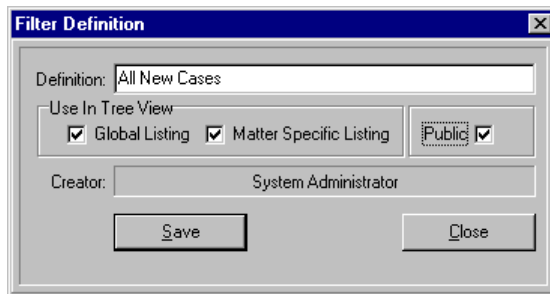 Filter Definition
Definition: All New Cases
Use In Tree View
Global Listing Matter Specific Listing Public
Creator: System Administrator
Save Close